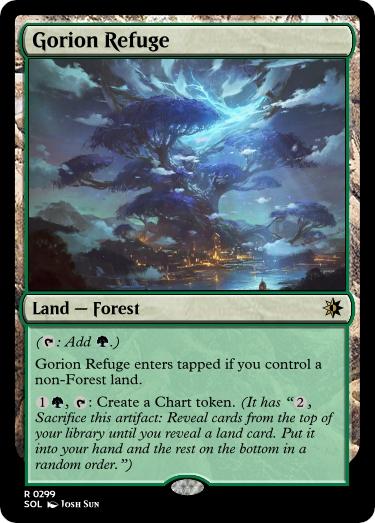 Gorion Refuge
Land — Forest
(T: Add G.)
Gorion Refuge enters tapped if you control a
non-Forest land.
1G, T: Create a Chart token. (It has “2,
Sacrifice this artifact: Reveal cards from the top of
your library until you reveal a land card. Put it
into your hand and the rest on the bottom in a
random order.”)
R 0299
SOL Josh Sun